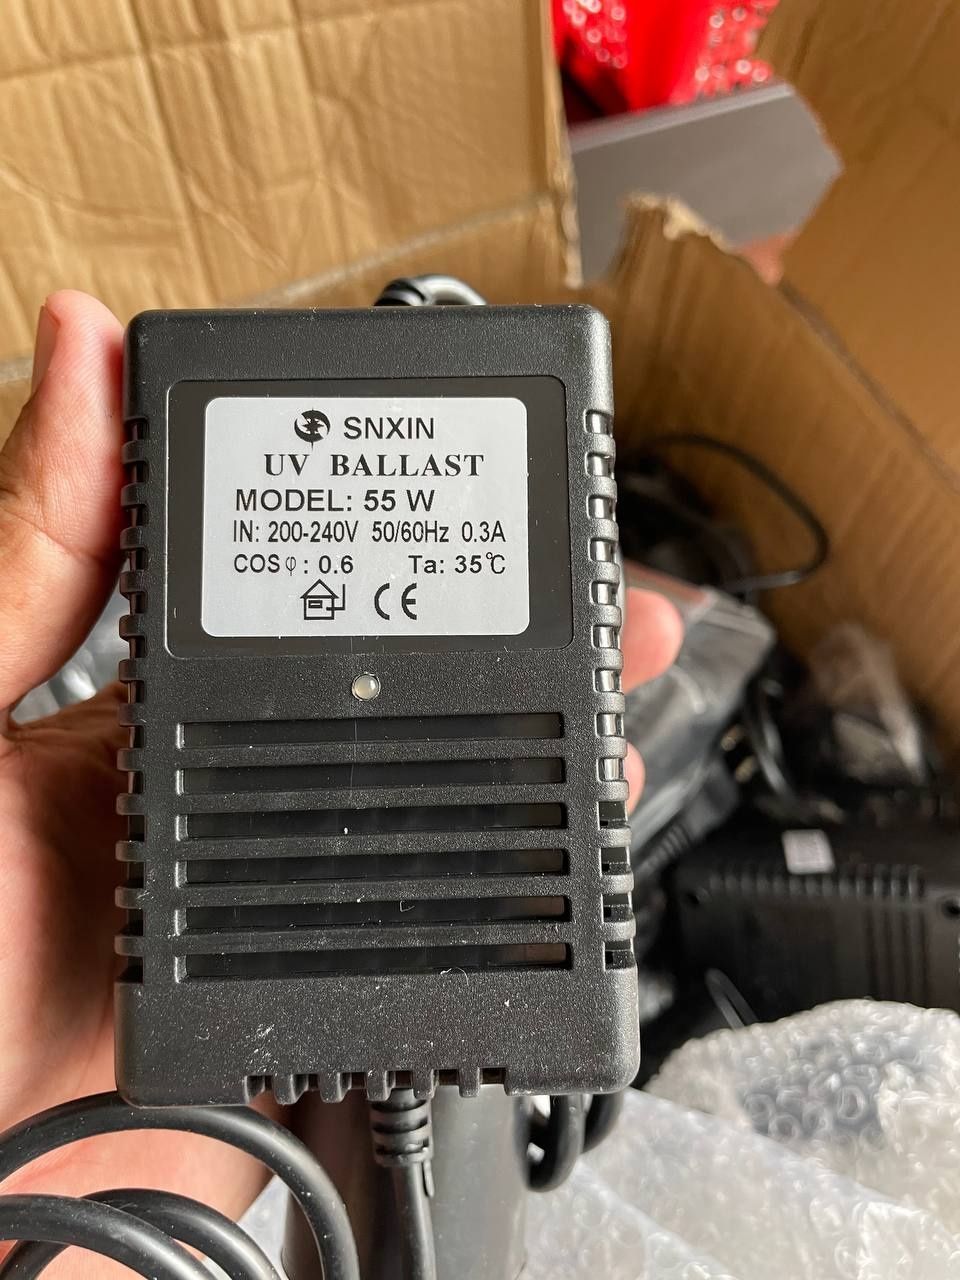 SNXIN
UV BALLAST
MODEL: 55 W
IN: 200-240V 50/60Hz 0.3A
COSφ: 0.6 Ta: 35℃
CE